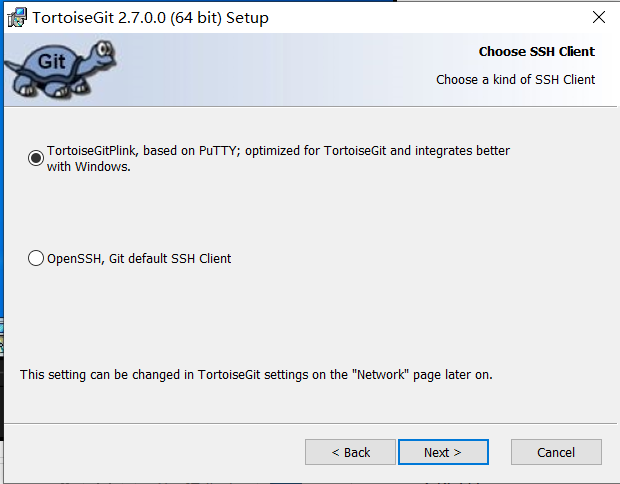 TortoiseGit 2.7.0.0 (64 bit) Setup
Git
Choose SSH Client
Choose a kind of SSH Client
TortoiseGitPlink, based on PuTTY; optimized for TortoiseGit and integrates better
with Windows.
OpenSSH, Git default SSH Client
This setting can be changed in TortoiseGit settings on the "Network" page later on.
< Back
Next >
Cancel